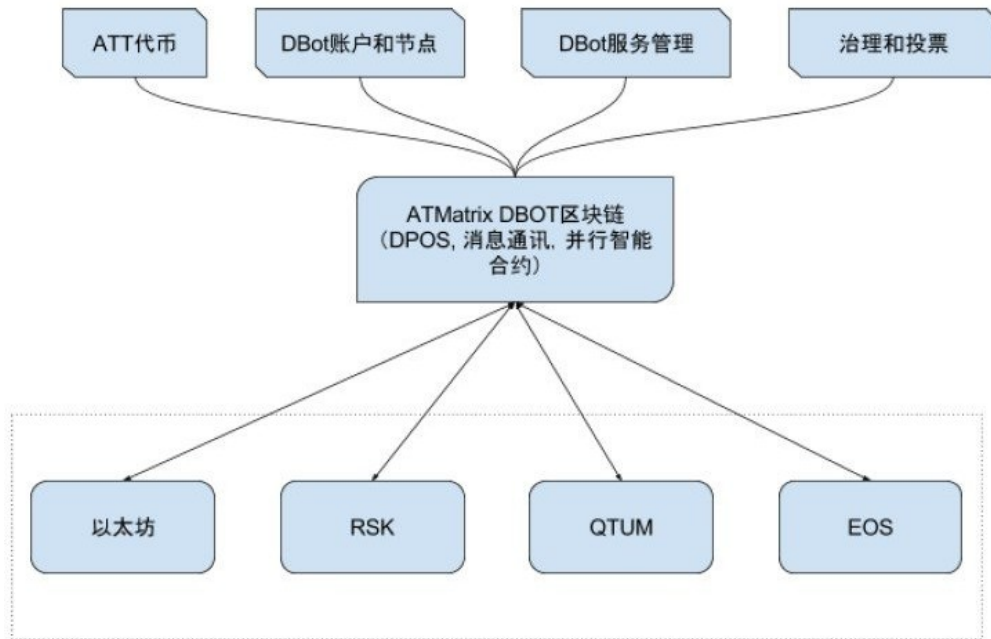 ATT代币
DBot账户和节点
DBot服务管理
治理和投票
ATMatrix DBOT区块链
（DPOS, 消息通讯, 并行智能
合约）
以太坊
RSK
QTUM
EOS